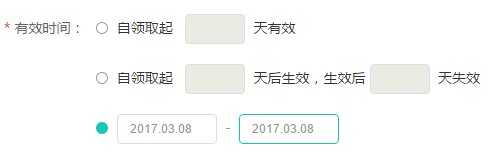 * 有效时间： 自领取起 天有效
自领取起 天后生效，生效后 天失效
2017.03.08 - 2017.03.08